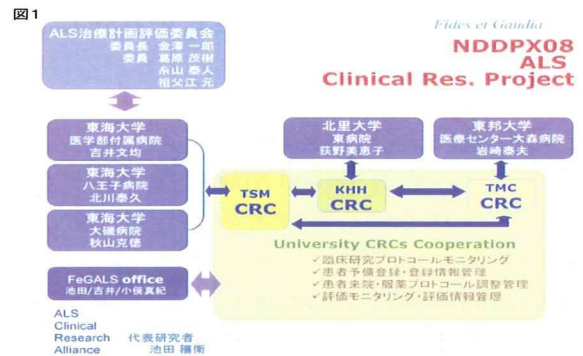 図1
Fides et Gaudia
NDDPX08
ALS
Clinical Res. Project
ALS治療計画評価委員会
委員長 金澤 一郎
委員 葛原 茂樹
糸山 泰人
祖父江 元
東海大学
医学部付属病院
吉井文均
東海大学
八王子病院
北川泰久
東海大学
大磯病院
秋山克徳
北里大学
東病院
荻野美恵子
東邦大学
医療センター大森病院
岩崎泰夫
TSM
CRC
KHH
CRC
TMC
CRC
University CRCs Cooperation
✓臨床研究プロトコールモニタリング
✓患者予備登録・登録情報管理
✓患者来院・服薬プロトコール調整管理
✓評価モニタリング・評価情報管理
FeGALS office
池田/吉井/小俣真紀
ALS
Clinical
Research 代表研究者
Alliance 池田 穰衛